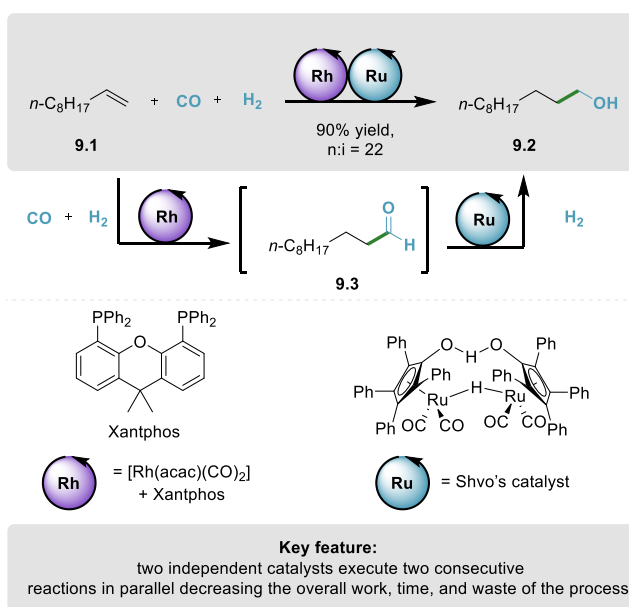 Rh Ru
n-C8H17 + CO + H2 n-C8H17 OH
90% yield,
n:i = 22
9.1 9.2
CO + H2 Rh n-C8H17 O H Ru H2
9.3
PPh2 PPh2
O
Xantphos
Ph O H O Ph
Ph Ph Ph Ph
Ph Ru H Ru Ph
OC CO OC CO
Rh = [Rh(acac)(CO)2]
+ Xantphos
Ru = Shvo's catalyst
Key feature:
two independent catalysts execute two consecutive
reactions in parallel decreasing the overall work, time, and waste of the process